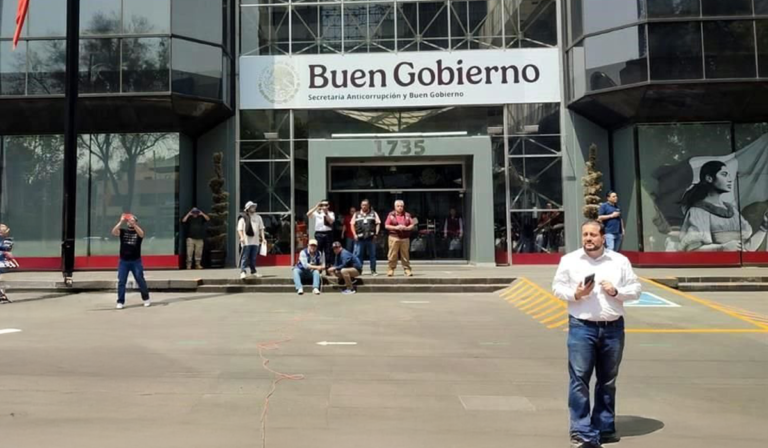 Buen Gobierno
Secretaría Anticorrupción y Buen Gobierno
1735